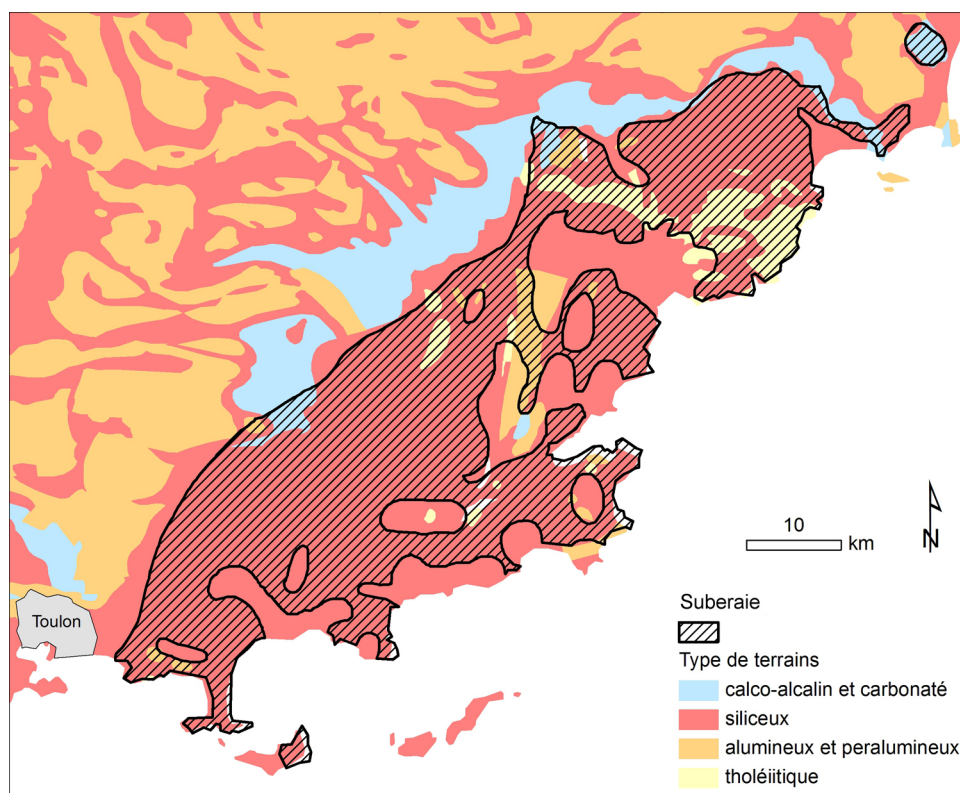 10
km
N
Toulon
Suberaie
Type de terrains
calco-alcalin et carbonaté
siliceux
alumineux et peralumineux
tholéiitique